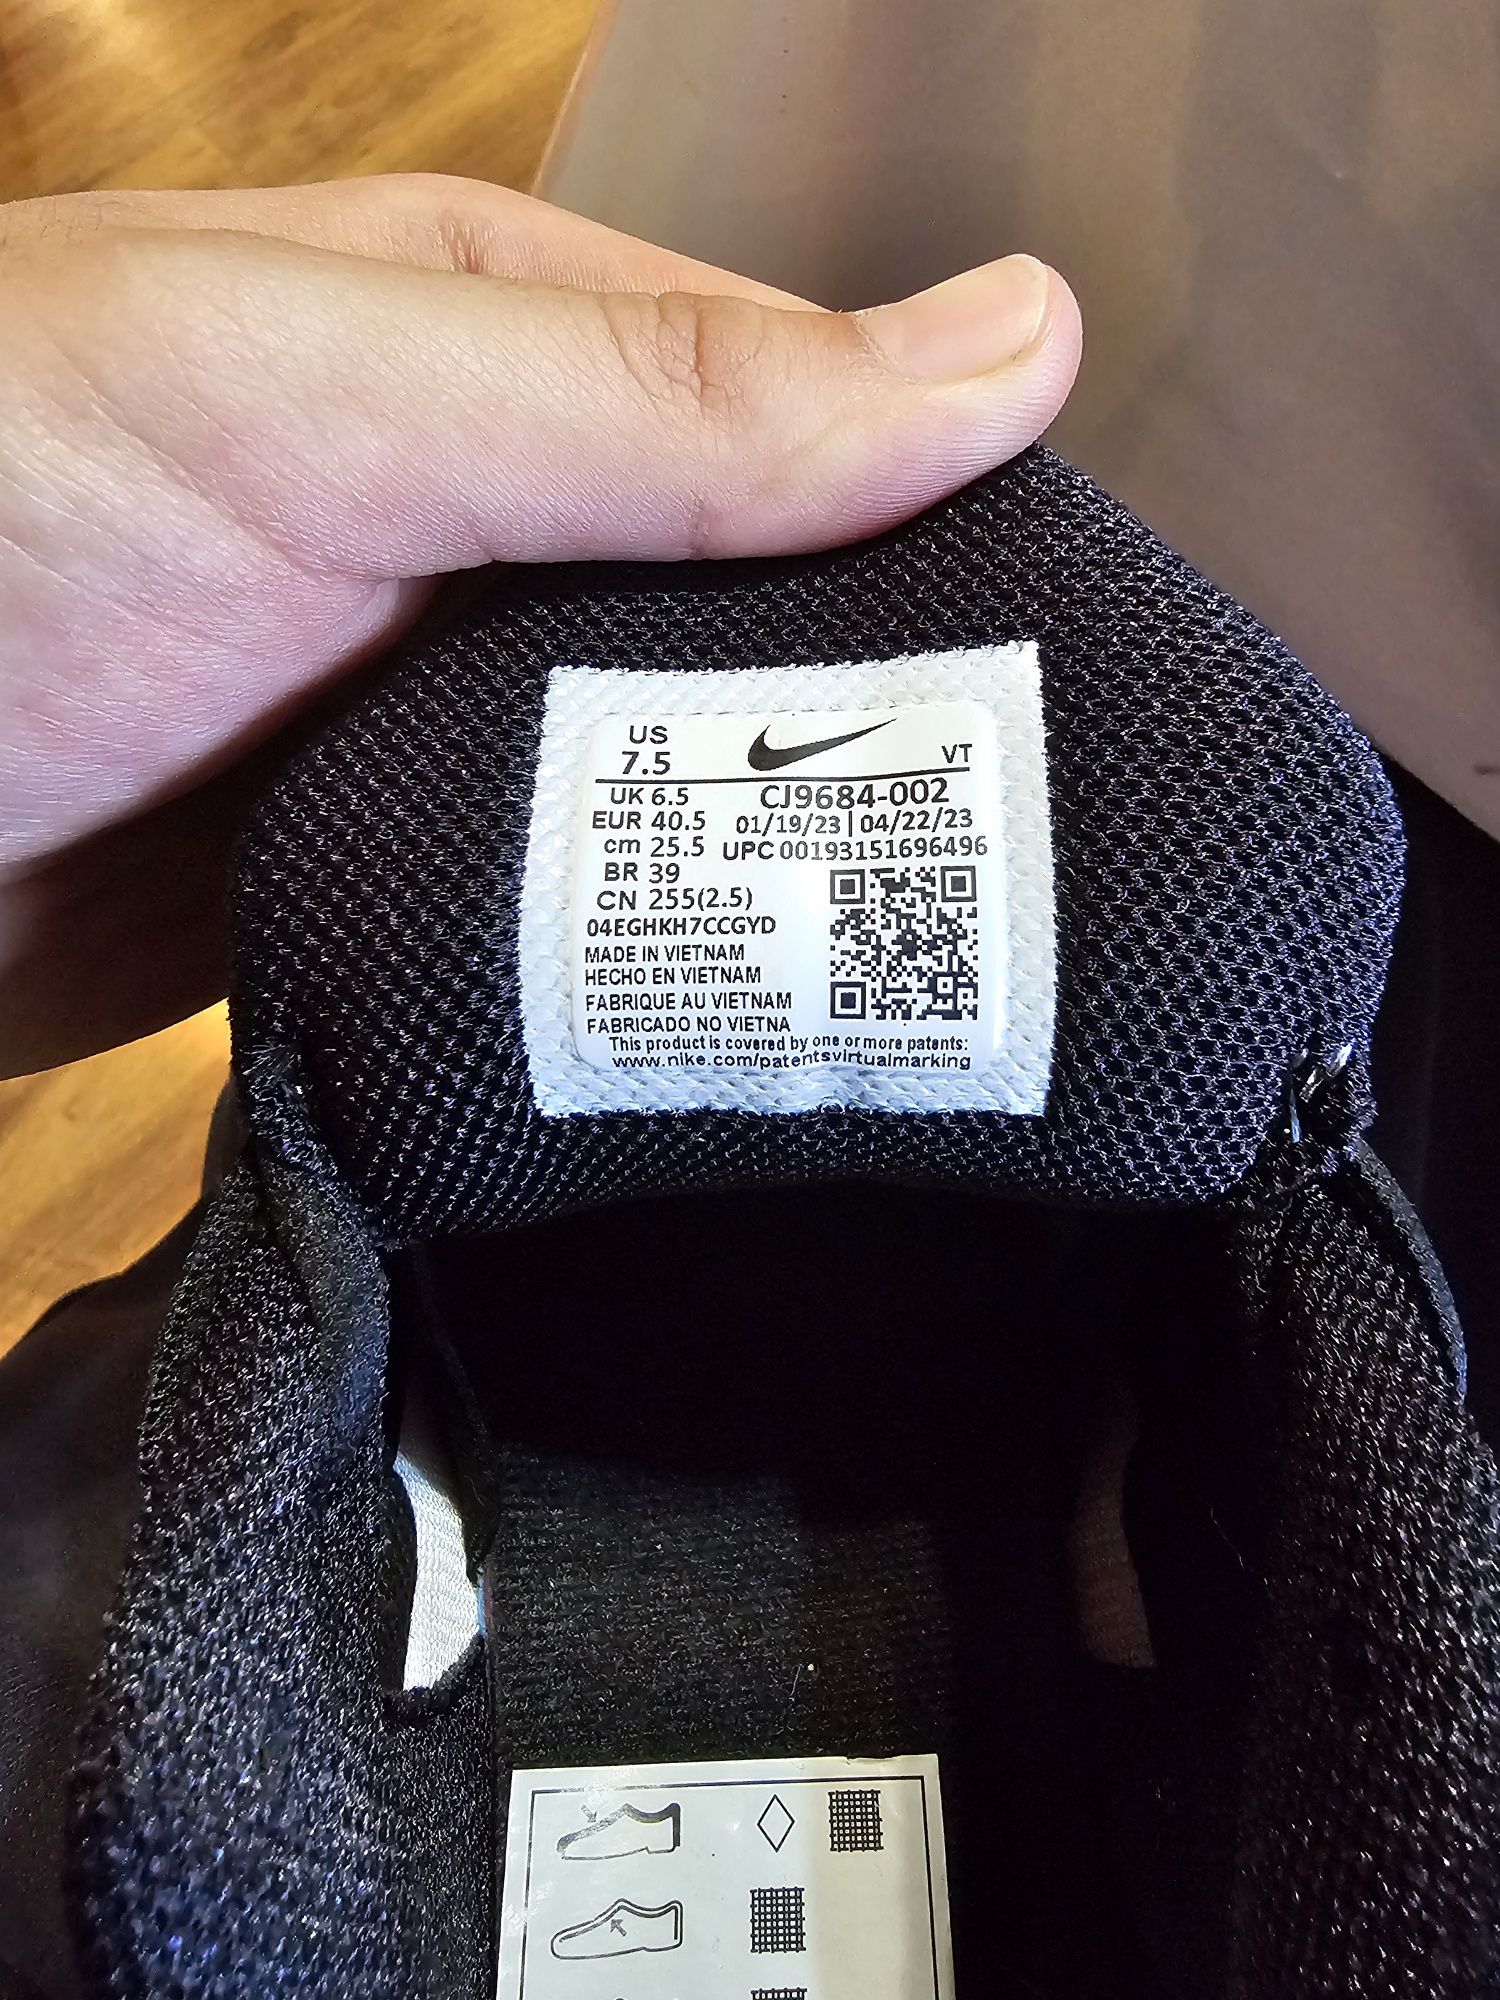 US
7.5
VT
UK 6.5
CJ9684-002
EUR 40.5
01/19/23 | 04/22/23
cm 25.5
UPC 00193151696496
BR 39
CN 255(2.5)
04EGHKH7CCGYD
MADE IN VIETNAM
HECHO EN VIETNAM
FABRIQUE AU VIETNAM
FABRICADO NO VIETNA
This product is covered by one or more patents:
www.nike.com/patentsvirtualmarking